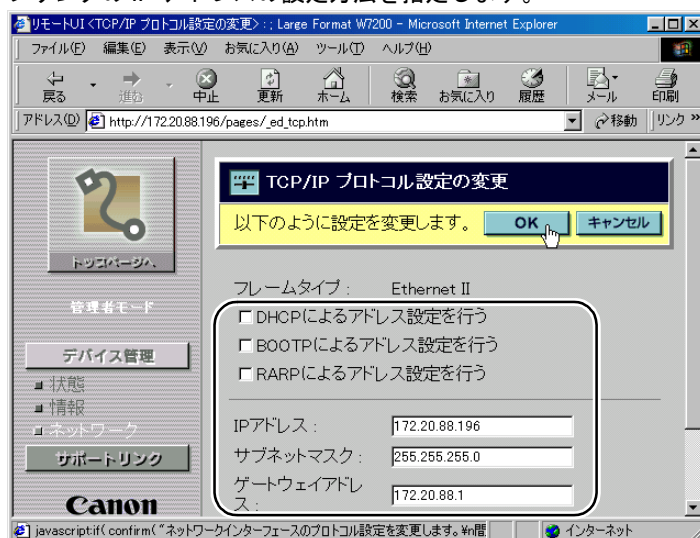 リモートUI <TCP/IP プロトコル設定の変更> : ; Large Format W7200 - Microsoft Internet Explorer
ファイル(F) 編集(E) 表示(V) お気に入り(A) ツール(T) ヘルプ(H)
戻る 進む 中止 更新 ホーム 検索 お気に入り 履歴 メール 印刷
アドレス(D) http://172.20.88.196/pages/_ed_tcp.htm 移動 リンク »
TCP/IP プロトコル設定の変更
以下のように設定を変更します。 OK キャンセル
トップページへ
管理者モード
デバイス管理
状態
情報
ネットワーク
サポートリンク
Canon
フレームタイプ : Ethernet II
DHCPによるアドレス設定を行う
BOOTPによるアドレス設定を行う
RARPによるアドレス設定を行う
IPアドレス : 172.20.88.196
サブネットマスク : 255.255.255.0
ゲートウェイアドレス : 172.20.88.1
javascript:if( confirm("ネットワークインターフェースのプロトコル設定を変更します。¥n間 インターネット